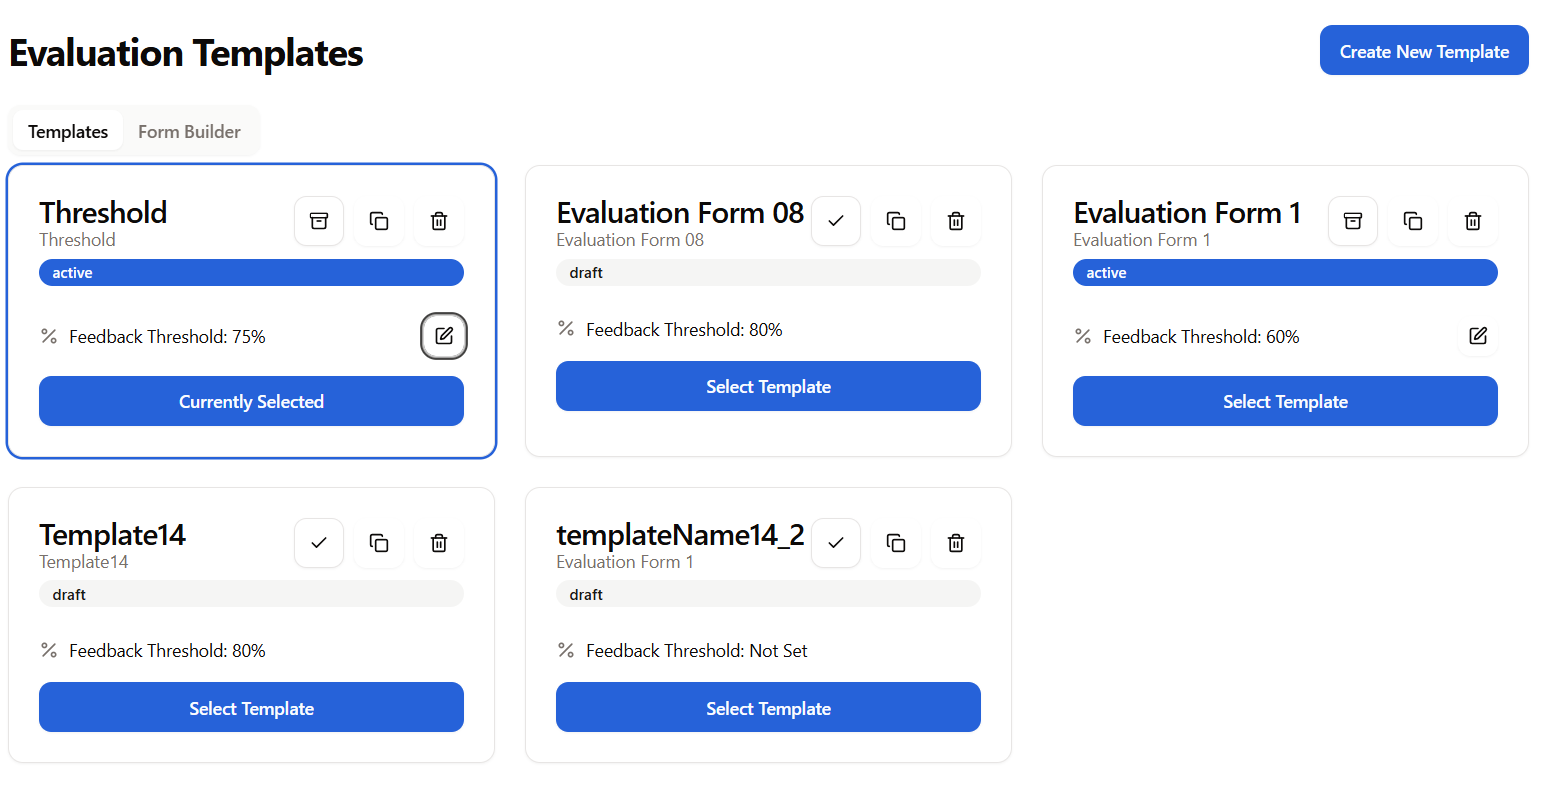 Evaluation Templates
Create New Template
Templates
Form Builder
Threshold
Threshold
active
Feedback Threshold: 75%
Currently Selected
Evaluation Form 08
Evaluation Form 08
draft
Feedback Threshold: 80%
Select Template
Evaluation Form 1
Evaluation Form 1
active
Feedback Threshold: 60%
Select Template
Template14
Template14
draft
Feedback Threshold: 80%
Select Template
templateName14_2
Evaluation Form 1
draft
Feedback Threshold: Not Set
Select Template